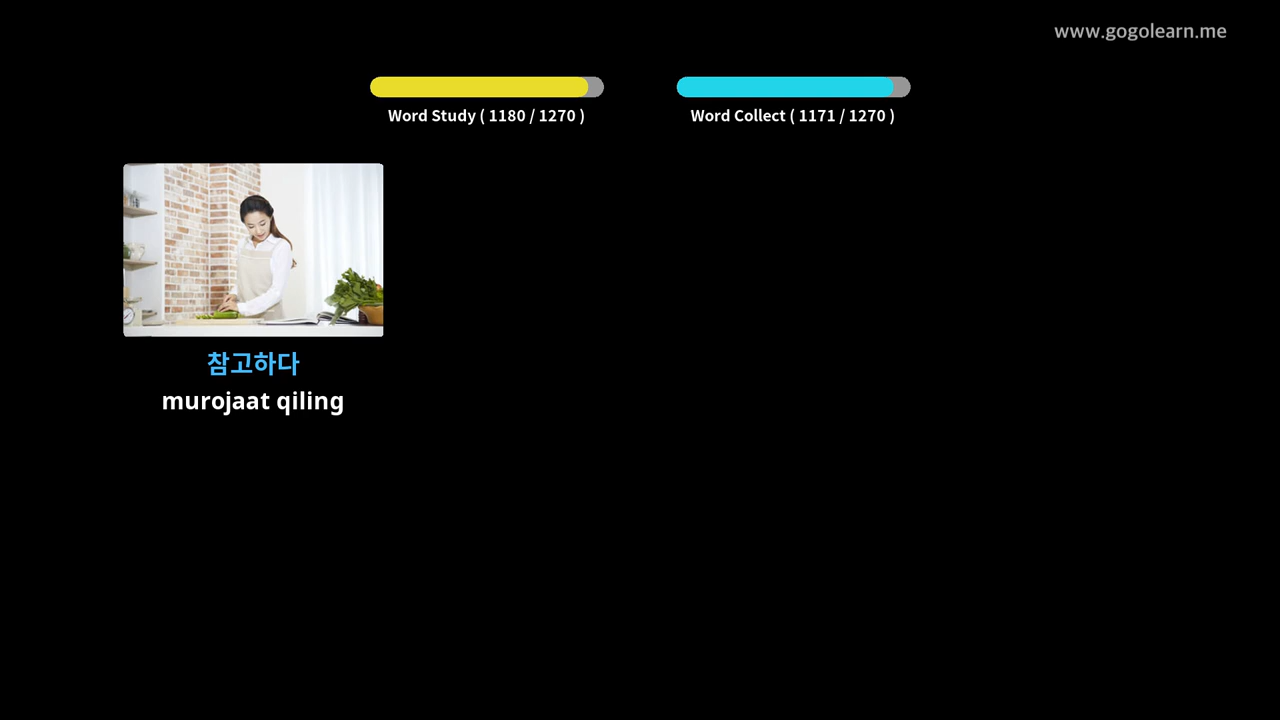 www.gogolearn.me
Word Study ( 1180 / 1270 )
Word Collect ( 1171 / 1270 )
참고하다
murojaat qiling